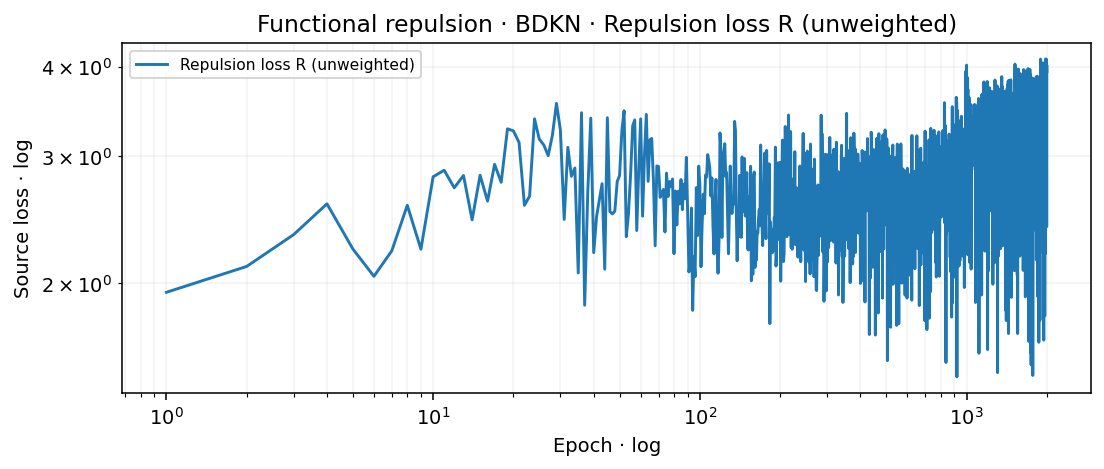 Functional repulsion · BDKN · Repulsion loss R (unweighted)
Repulsion loss R (unweighted)
Source loss · log
4 × 10⁰
3 × 10⁰
2 × 10⁰
10⁰ 10¹ 10² 10³
Epoch · log